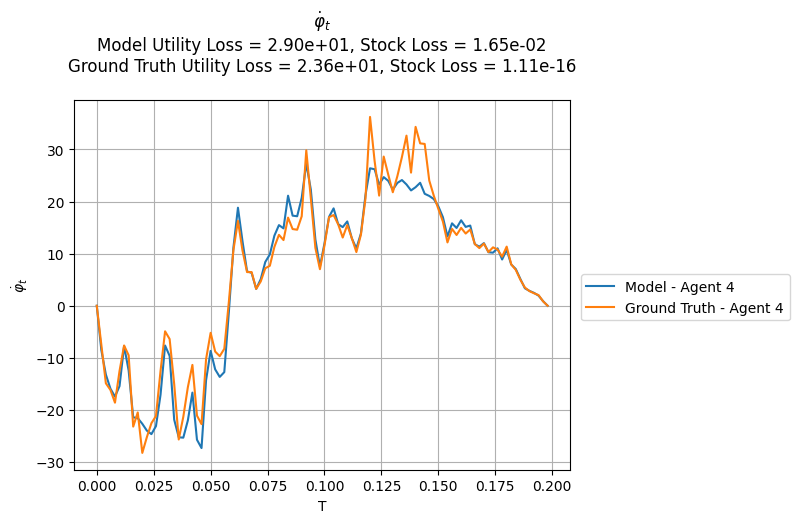 φ̇ₜ
Model Utility Loss = 2.90e+01, Stock Loss = 1.65e-02
Ground Truth Utility Loss = 2.36e+01, Stock Loss = 1.11e-16
φ̇ₜ
30
20
10
0
−10
−20
−30
0.000 0.025 0.050 0.075 0.100 0.125 0.150 0.175 0.200
T
Model - Agent 4
Ground Truth - Agent 4